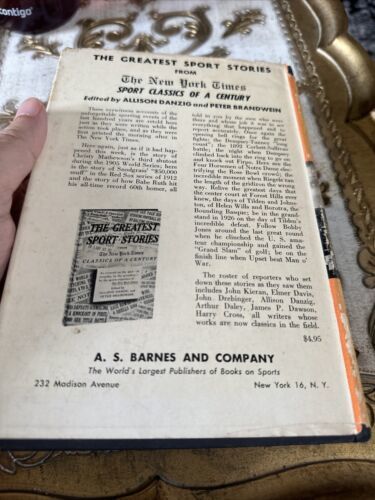 contigo
THE GREATEST SPORT STORIES
FROM
The New York Times
SPORT CLASSICS OF A CENTURY
Edited by ALLISON DANZIG and PETER BRANDWEIN
These eyewitness accounts of the
unforgettable sporting events of the
last hundred years are told here
just as they were written while the
action took place, and as they were
first printed the morning after in
The New York Times.
Here again, just as if it had hap-
pened this week, is the story of
Christy Mathewson's third shutout
during the 1905 World Series; here
is the story of Snodgrass' "$30,000
muff" in the Red Sox series of 1912
and the story of how Babe Ruth hit
his all-time record 60th homer, all
THE GREATEST
SPORT STORIES
The New York Times
CLASSICS OF A CENTURY
told to you by the men who were
there and whose job it was to see
everything that happened and to
report accurately. Once again the
opening bell rings for the great
fights: the Dempsey-Tunney "long
count"; the 1892 Corbett-Sullivan
battle; the night when Dempsey
climbed back into the ring to go on
and knock out Firpo. Here are the
Four Horsemen of Notre Dame elec-
trifying the Rose Bowl crowds; the
incredible moment when Riegels ran
the length of the gridiron the wrong
way. Relive the greatest days that
the center court at Forest Hills ever
knew, the days of Tilden and Johns-
ton, of Helen Wills and Borotra, the
Bounding Basque; be in the grand-
stand in 1926 on the day of Tilden's
incredible defeat. Follow Bobby
Jones around the last great round
when he clinched the U. S. ama-
teur championship and gained the
"Grand Slam" of golf; be on the
finish line when Upset beat Man o'
War.
The roster of reporters who set
down these stories as they saw them
includes John Kieran, Elmer Davis,
John Drebinger, Allison Danzig,
Arthur Daley, James P. Dawson,
Harry Cross, all writers whose
works are now classics in the field.
$4.95
A. S. BARNES AND COMPANY
The World's Largest Publishers of Books on Sports
232 Madison Avenue New York 16, N. Y.